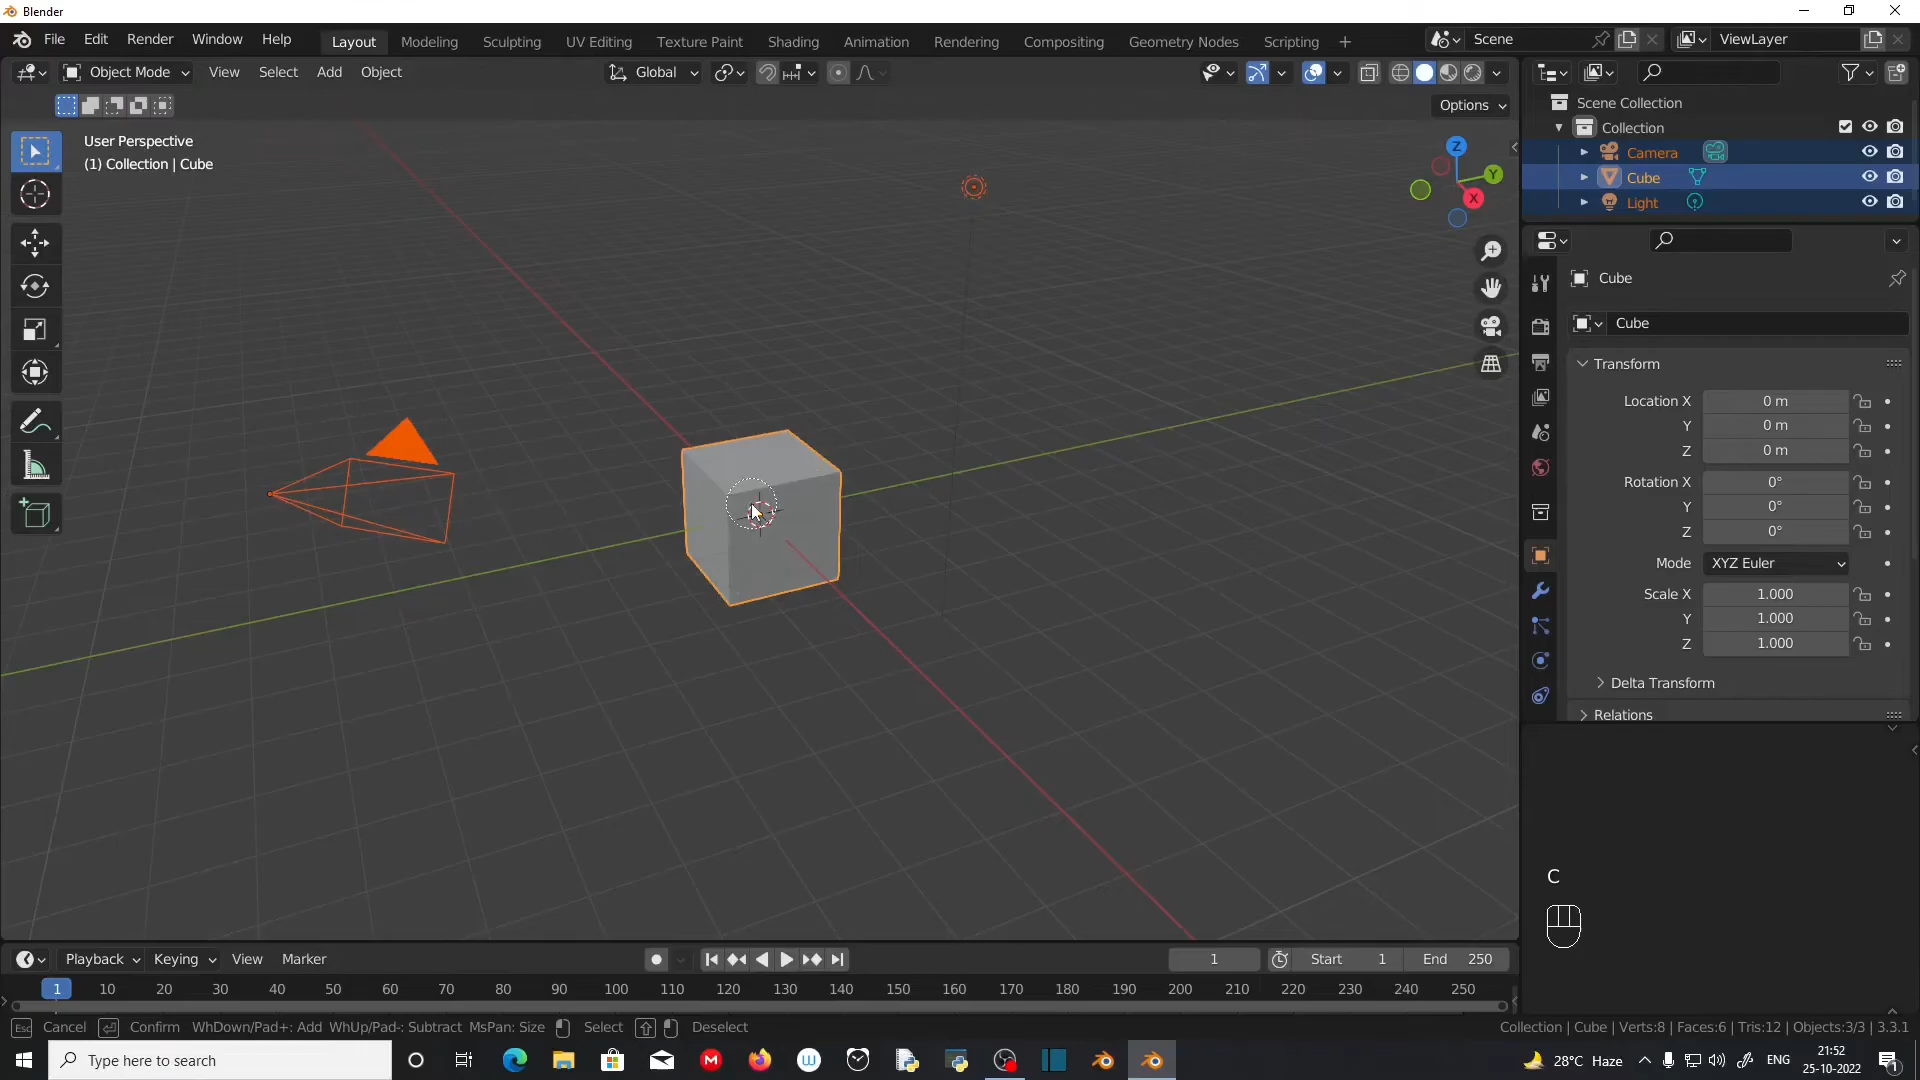 Blender
File Edit Render Window Help Layout Modeling Sculpting UV Editing Texture Paint Shading Animation Rendering Compositing Geometry Nodes Scripting + Scene ViewLayer
Object Mode View Select Add Object Global
Options
User Perspective
(1) Collection | Cube
Z
Y
X
Scene Collection
Collection
Camera
Cube
Light
Cube
Cube
Transform
Location X 0 m
Y 0 m
Z 0 m
Rotation X 0°
Y 0°
Z 0°
Mode XYZ Euler
Scale X 1.000
Y 1.000
Z 1.000
Delta Transform
Relations
C
Playback Keying View Marker 1 Start 1 End 250
1 10 20 30 40 50 60 70 80 90 100 110 120 130 140 150 160 170 180 190 200 210 220 230 240 250
Esc Cancel Confirm WhDown/Pad+: Add WhUp/Pad-: Subtract MsPan: Size Select Deselect Collection | Cube | Verts:8 | Faces:6 | Tris:12 | Objects:3/3 | 3.3.1
Type here to search
28°C Haze ENG 21:52
25-10-2022
1